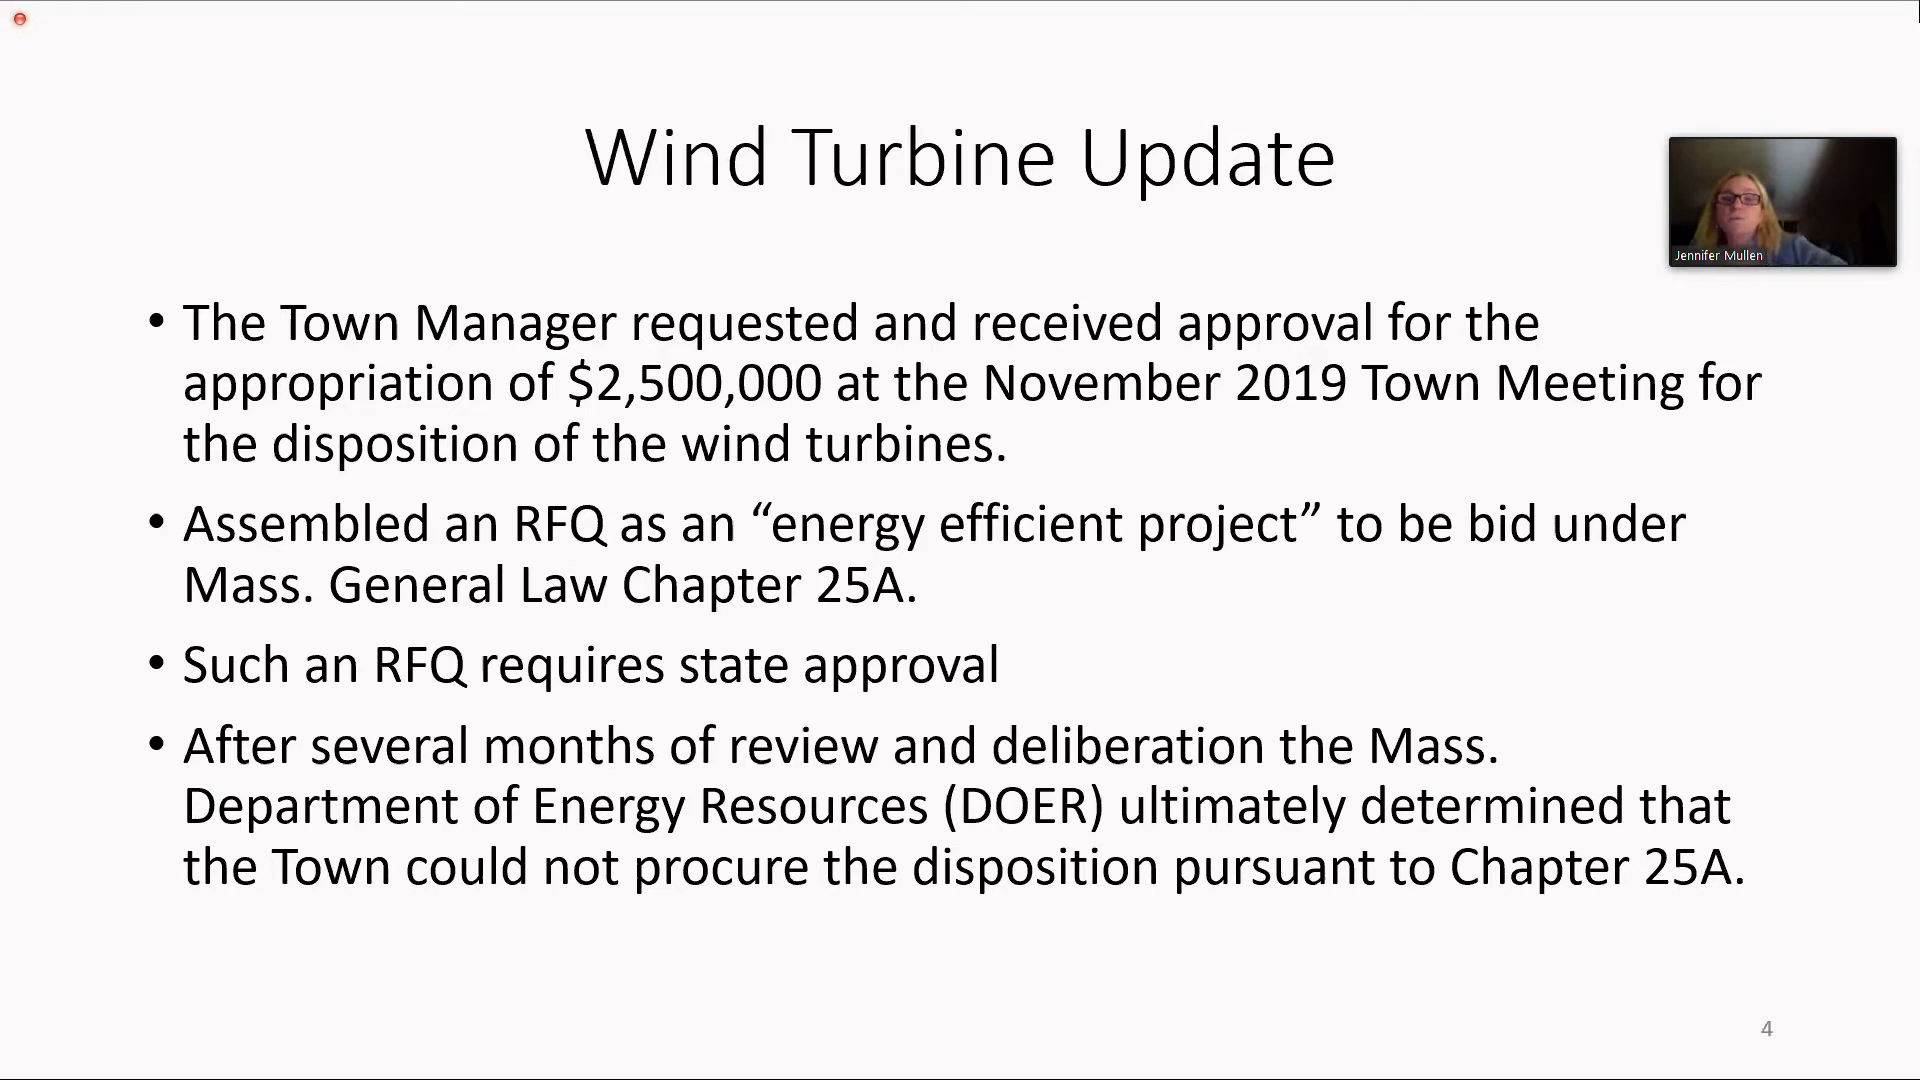 Wind Turbine Update
Jennifer Mullen
• The Town Manager requested and received approval for the
appropriation of $2,500,000 at the November 2019 Town Meeting for
the disposition of the wind turbines.
• Assembled an RFQ as an “energy efficient project” to be bid under
Mass. General Law Chapter 25A.
• Such an RFQ requires state approval
• After several months of review and deliberation the Mass.
Department of Energy Resources (DOER) ultimately determined that
the Town could not procure the disposition pursuant to Chapter 25A.
4